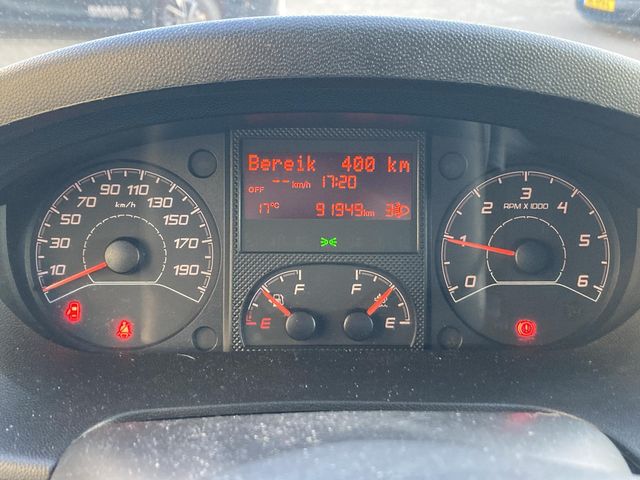 Bereik 400 km
-- km/h 17:20
OFF
17°C 91949km 3
10 30 50 70 90 110 130 150 170 190
km/h
0 1 2 3 4 5 6
RPM X 1000
E F
F E